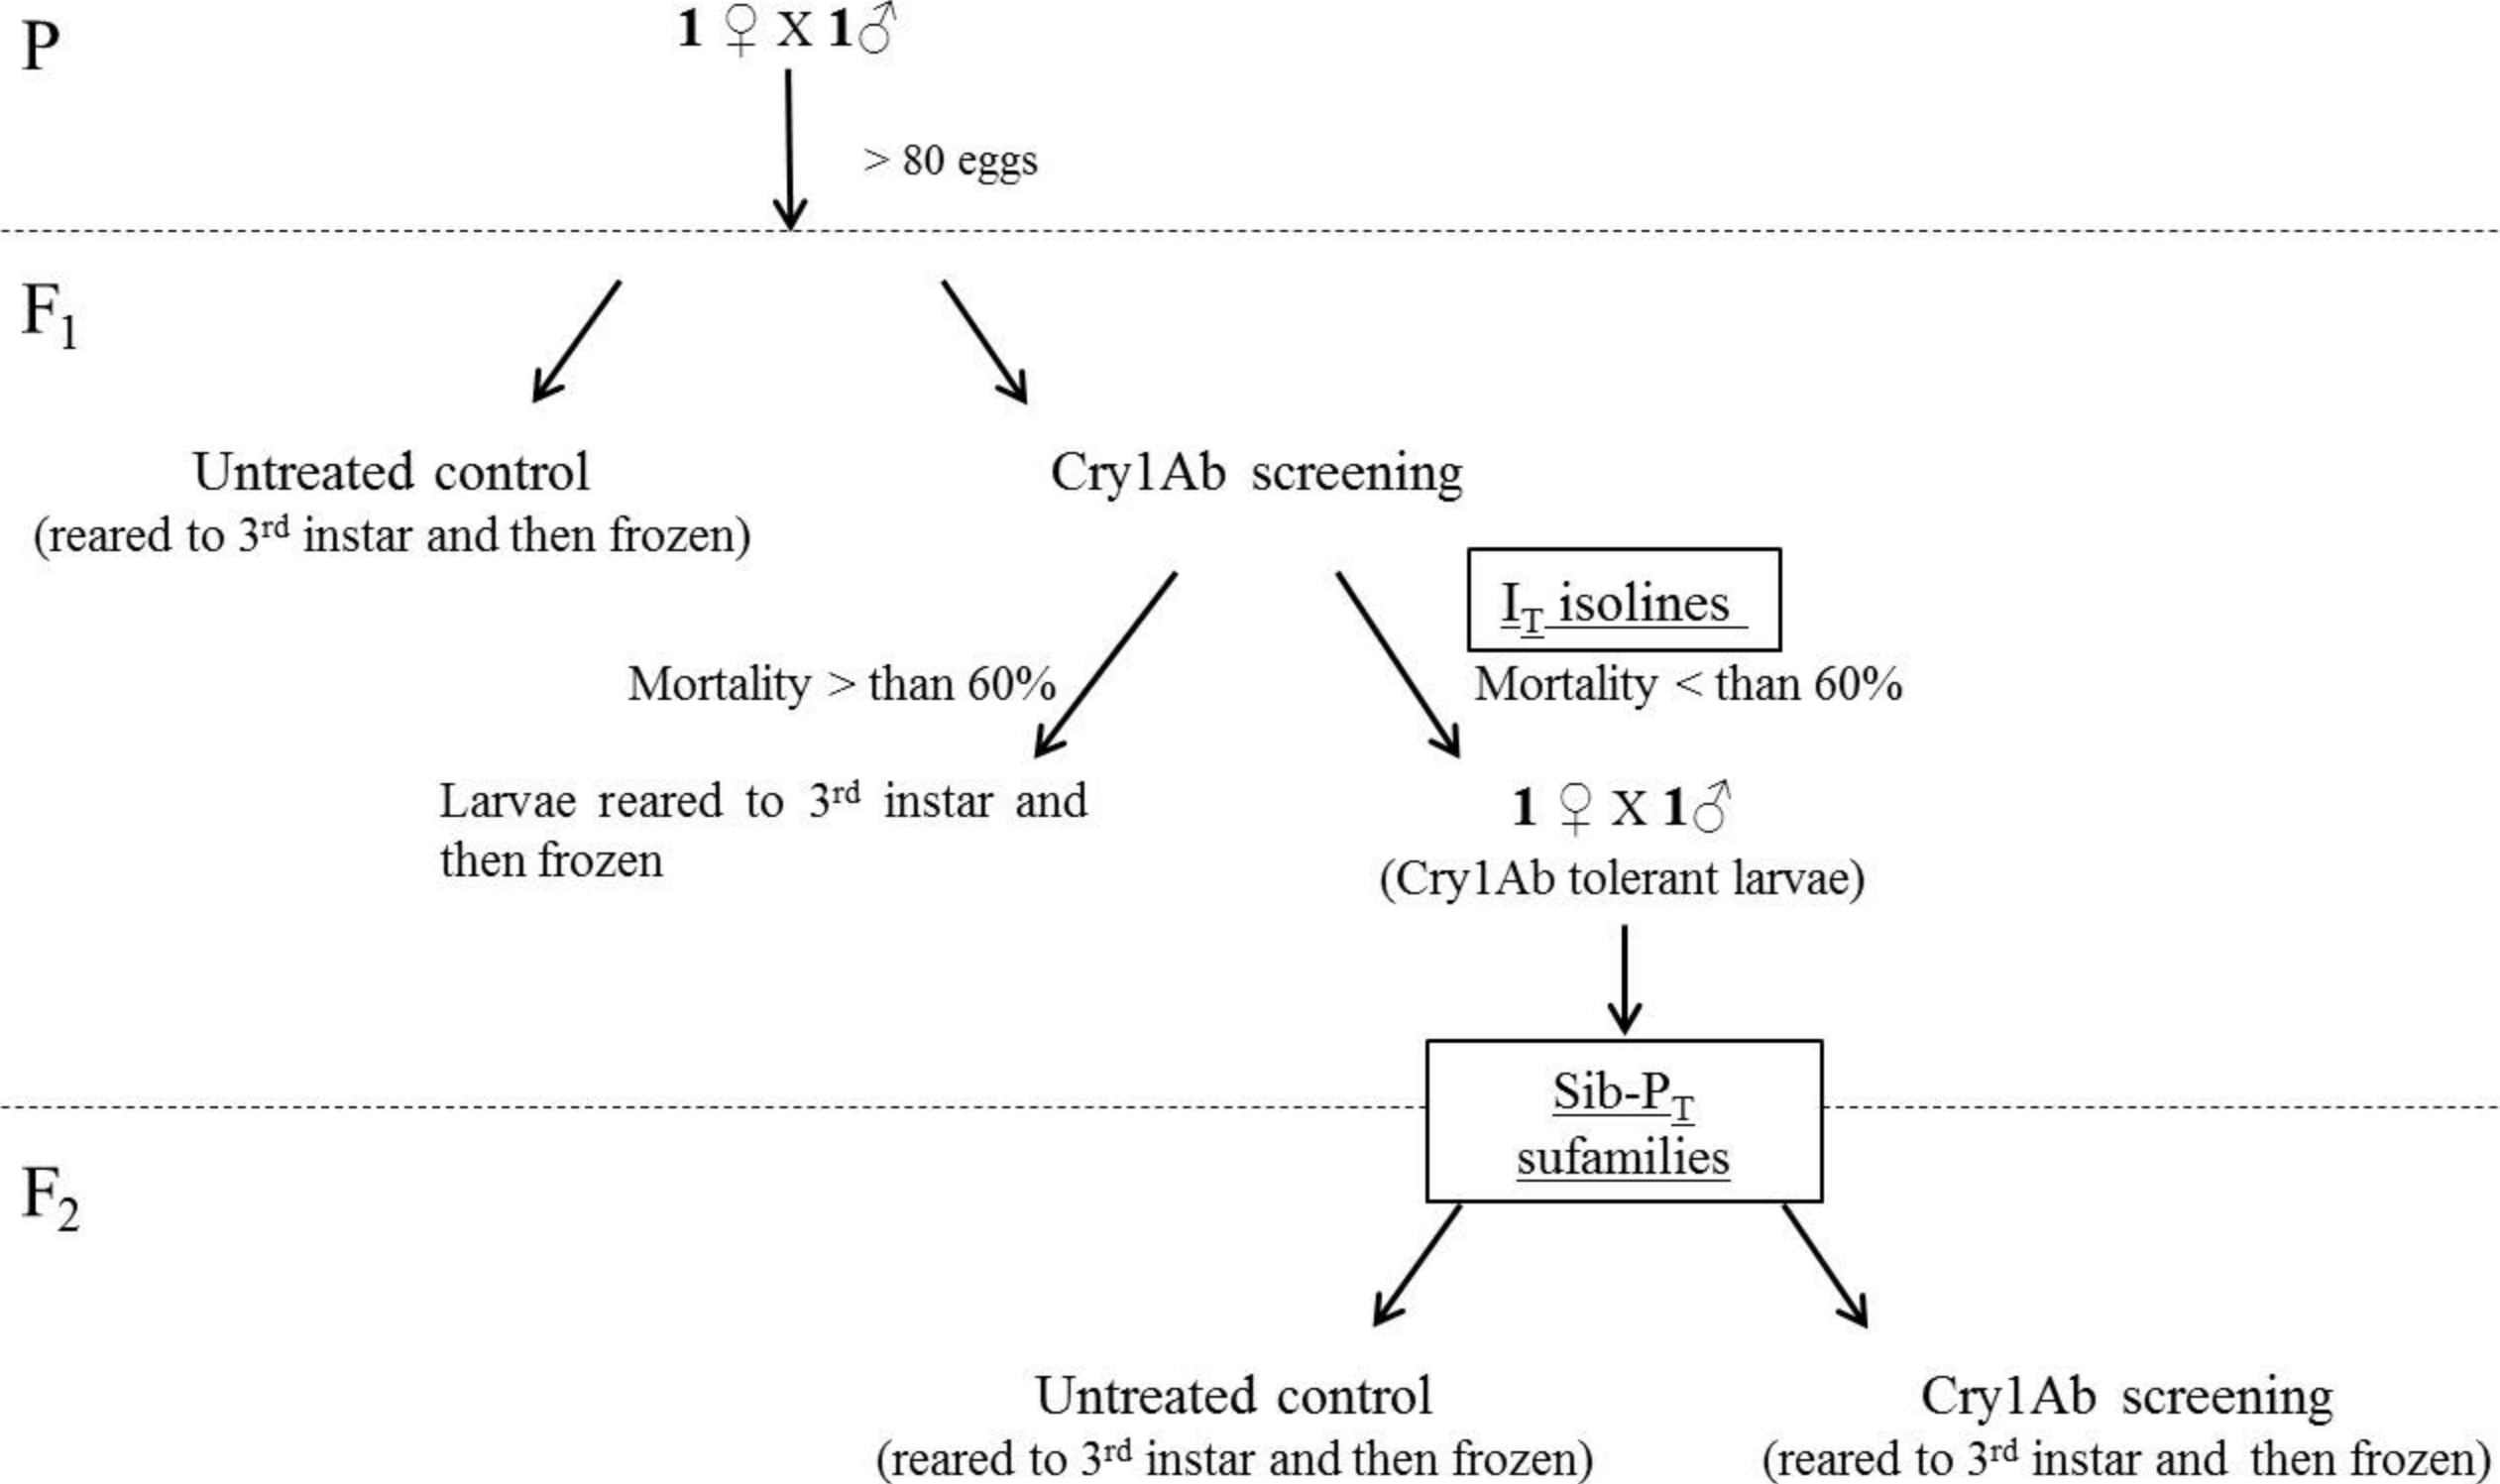 P
1 ♀ X 1♂
> 80 eggs
F1
Untreated control
(reared to 3rd instar and then frozen)
Cry1Ab screening
IT isolines
Mortality > than 60%
Mortality < than 60%
Larvae reared to 3rd instar and
then frozen
1 ♀ X 1♂
(Cry1Ab tolerant larvae)
Sib-PT
sufamilies
F2
Untreated control
(reared to 3rd instar and then frozen)
Cry1Ab screening
(reared to 3rd instar and then frozen)